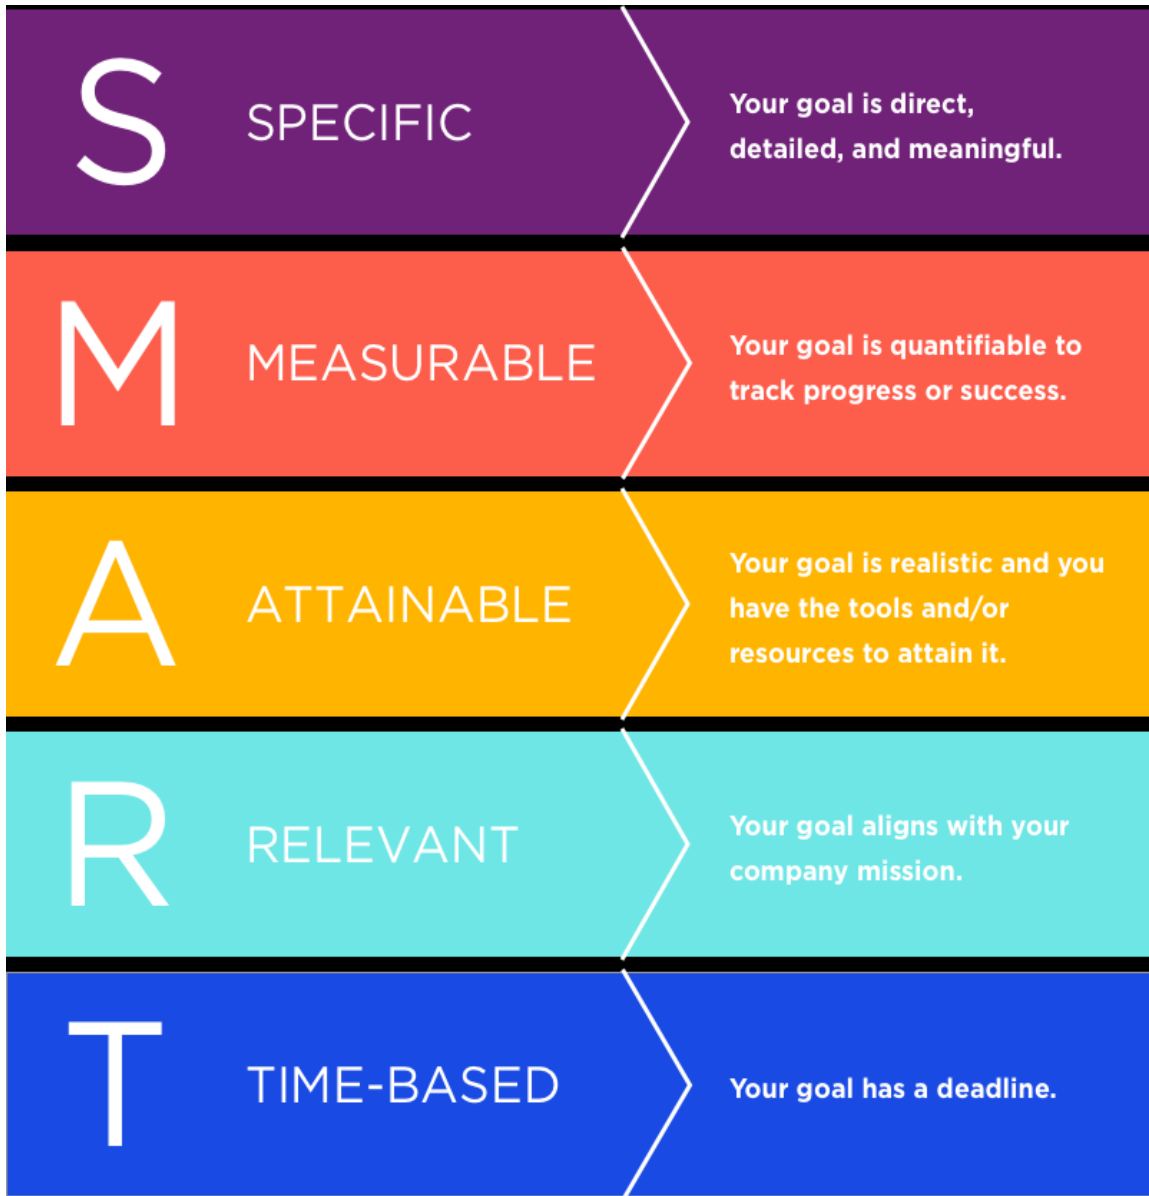 S
SPECIFIC
Your goal is direct,
detailed, and meaningful.
M
MEASURABLE
Your goal is quantifiable to
track progress or success.
A
ATTAINABLE
Your goal is realistic and you
have the tools and/or
resources to attain it.
R
RELEVANT
Your goal aligns with your
company mission.
T
TIME-BASED
Your goal has a deadline.